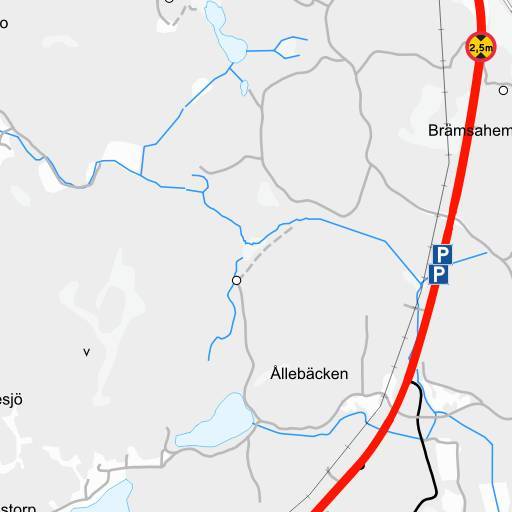 o
2,5m
Brämsahem
P
P
v
Ållebäcken
esjö
storp